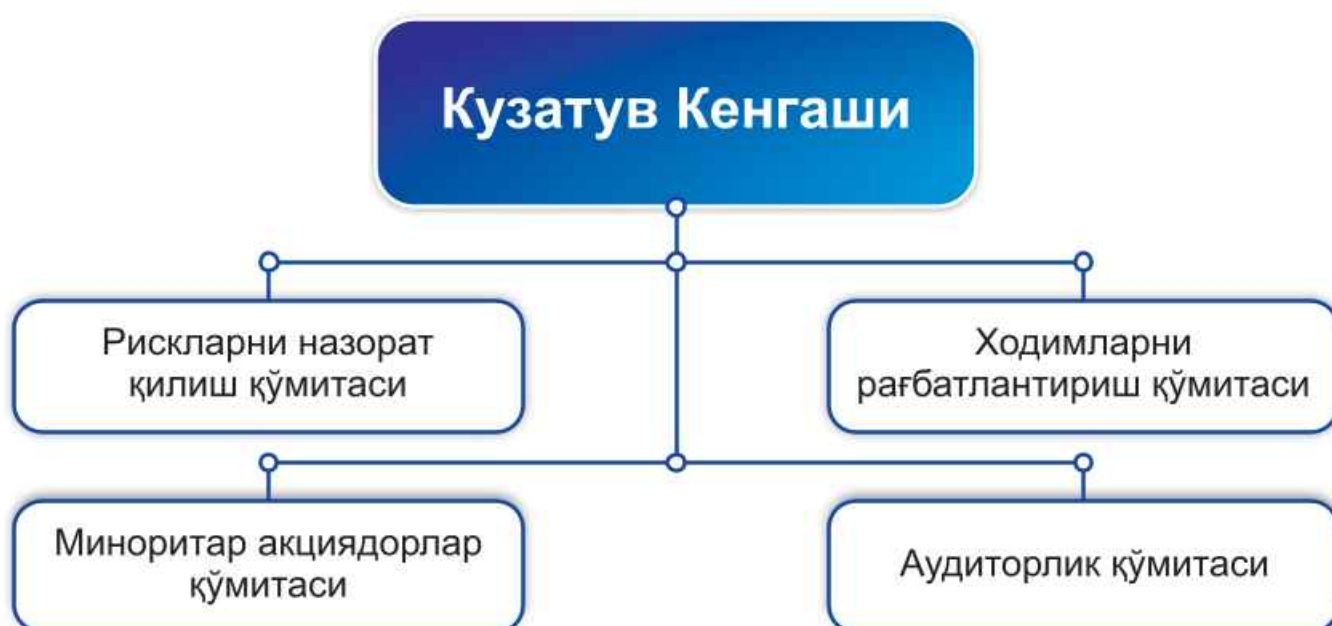 Кузатув Кенгаши
Рискларни назорат
қилиш қўмитаси
Ходимларни
рағбатлантириш қўмитаси
Миноритар акциядорлар
қўмитаси
Аудиторлик қўмитаси